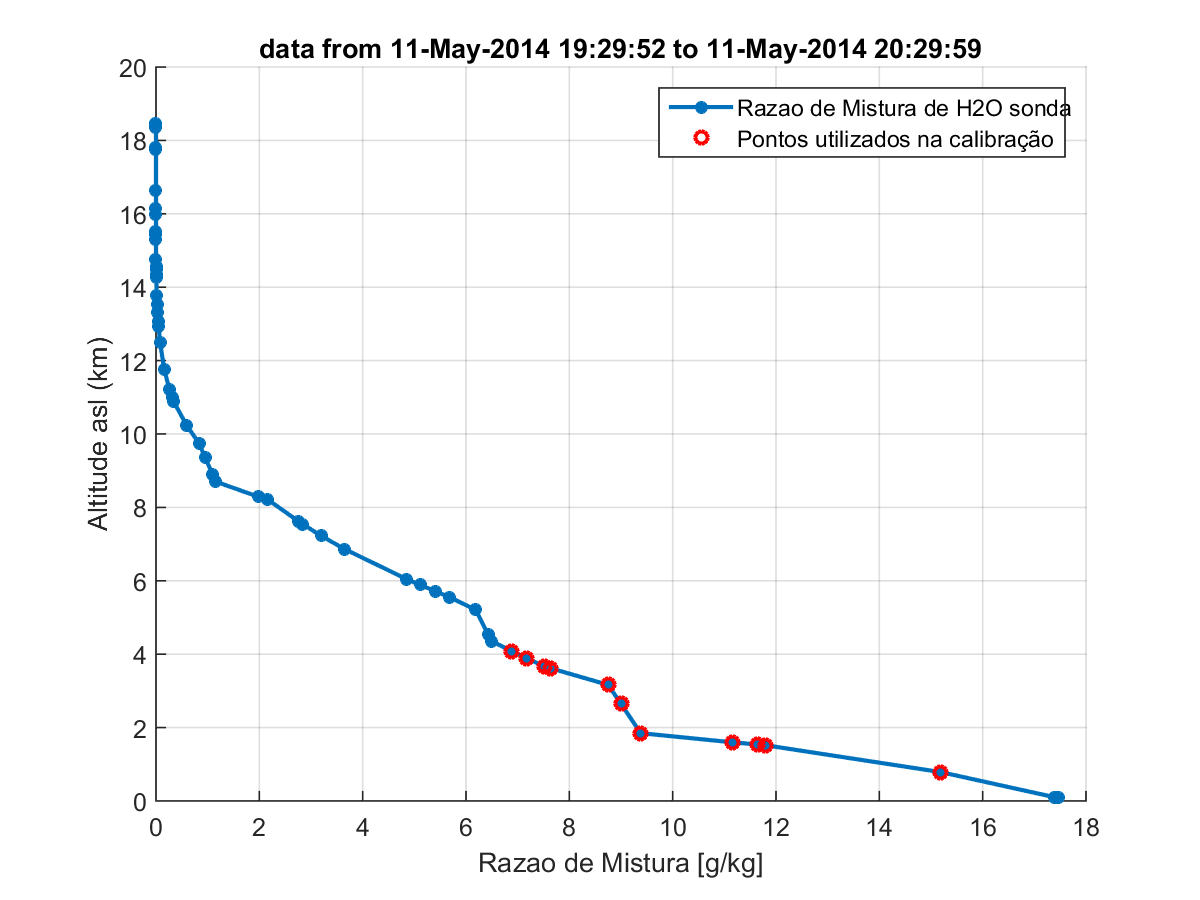 data from 11-May-2014 19:29:52 to 11-May-2014 20:29:59
Razao de Mistura de H2O sonda
Pontos utilizados na calibração
Altitude asl (km)
20
18
16
14
12
10
8
6
4
2
0
0 2 4 6 8 10 12 14 16 18
Razao de Mistura [g/kg]